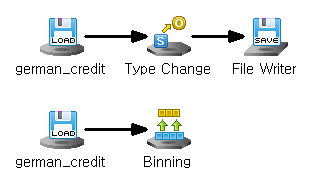 LOAD
S
O
SAVE
german_credit
Type Change
File Writer
LOAD
german_credit
Binning